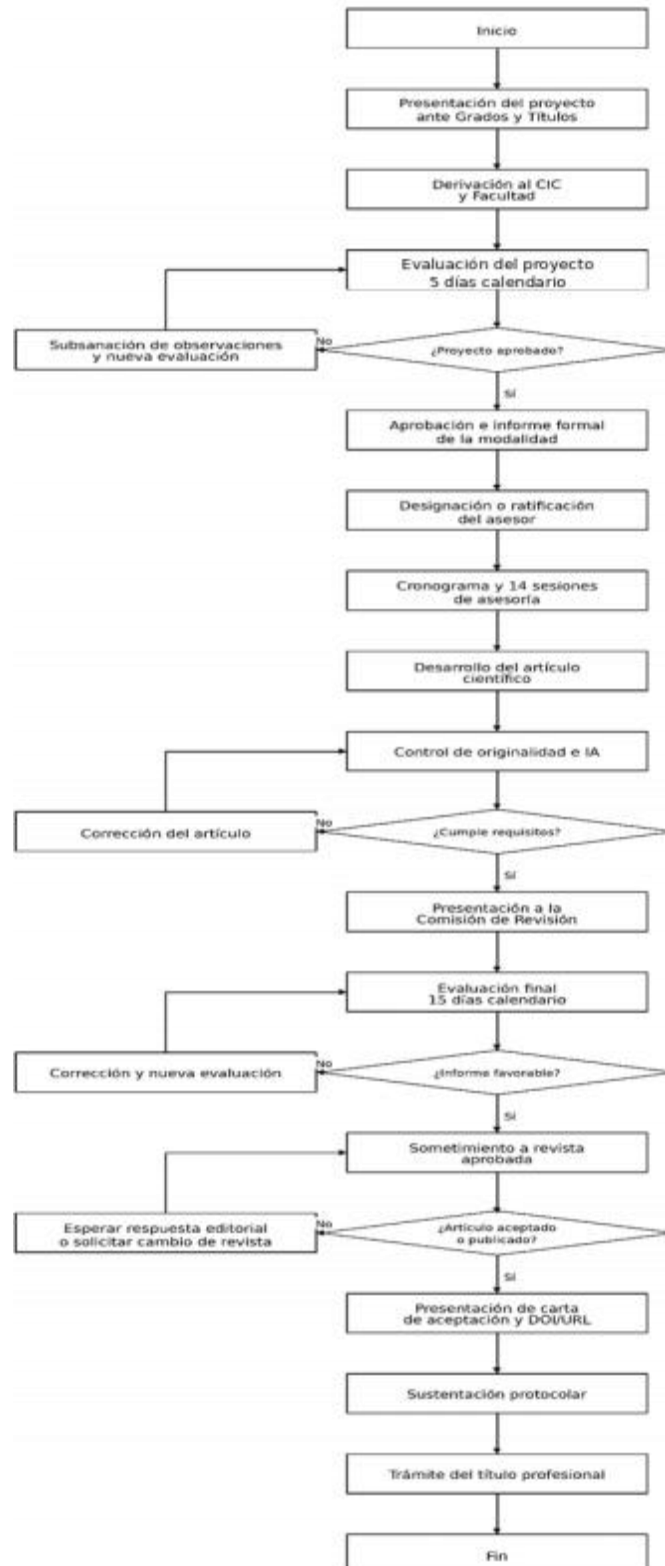 Inicio
Presentación del proyecto
ante Grados y Títulos
Derivación al CIC
y Facultad
Evaluación del proyecto
5 días calendario
Subsanación de observaciones
y nueva evaluación
No
¿Proyecto aprobado?
Sí
Aprobación e informe formal
de la modalidad
Designación o ratificación
del asesor
Cronograma y 14 sesiones
de asesoría
Desarrollo del artículo
científico
Control de originalidad e IA
Corrección del artículo
No
¿Cumple requisitos?
Sí
Presentación a la
Comisión de Revisión
Evaluación final
15 días calendario
Corrección y nueva evaluación
No
¿Informe favorable?
Sí
Sometimiento a revista
aprobada
Esperar respuesta editorial
o solicitar cambio de revista
No
¿Artículo aceptado
o publicado?
Sí
Presentación de carta
de aceptación y DOI/URL
Sustentación protocolar
Trámite del título profesional
Fin